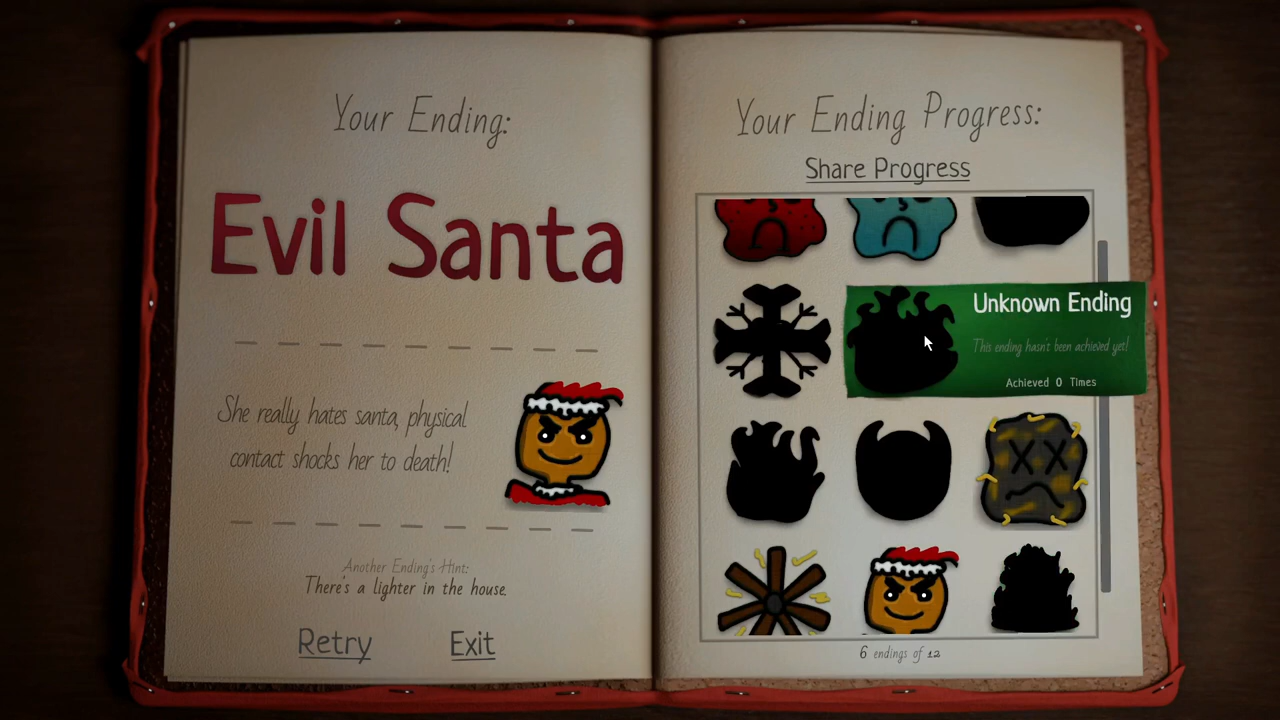 Your Ending:
Evil Santa
She really hates santa, physical
contact shocks her to death!
Another Ending's Hint:
There's a lighter in the house.
Retry
Exit
Your Ending Progress:
Share Progress
Unknown Ending
This ending hasn't been achieved yet!
Achieved 0 Times
6 endings of 12